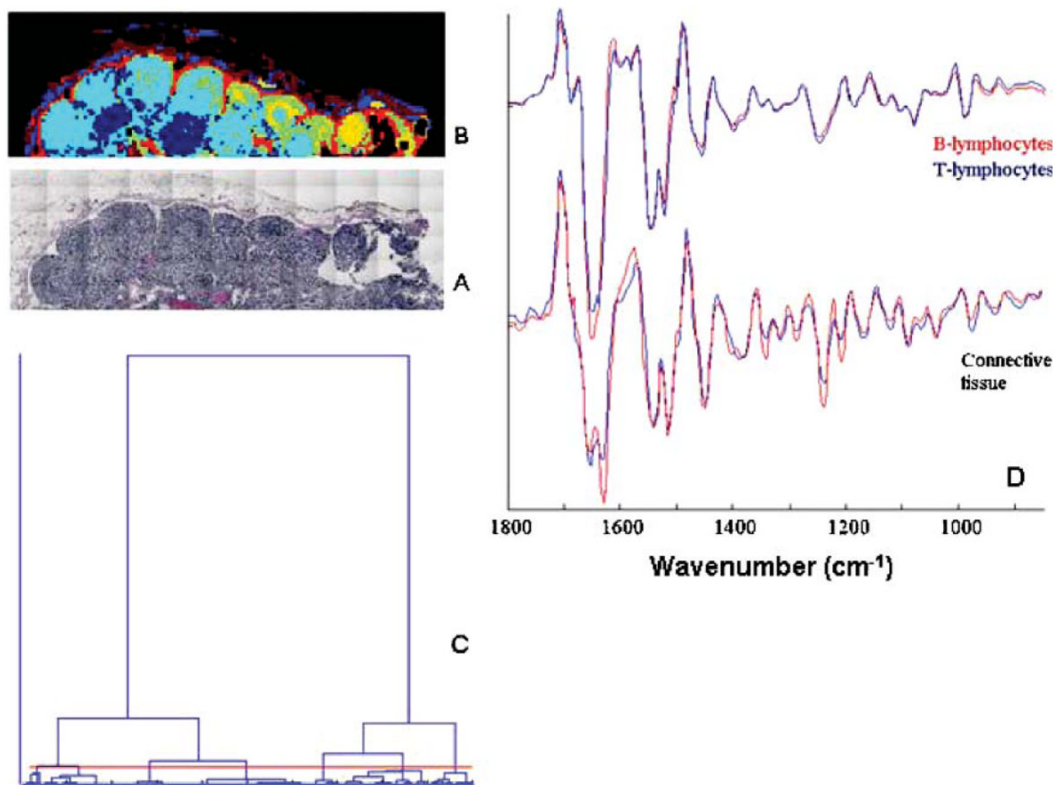 B
A
C
B-lymphocytes
T-lymphocytes
Connective
tissue
D
1800 1600 1400 1200 1000
Wavenumber (cm⁻¹)